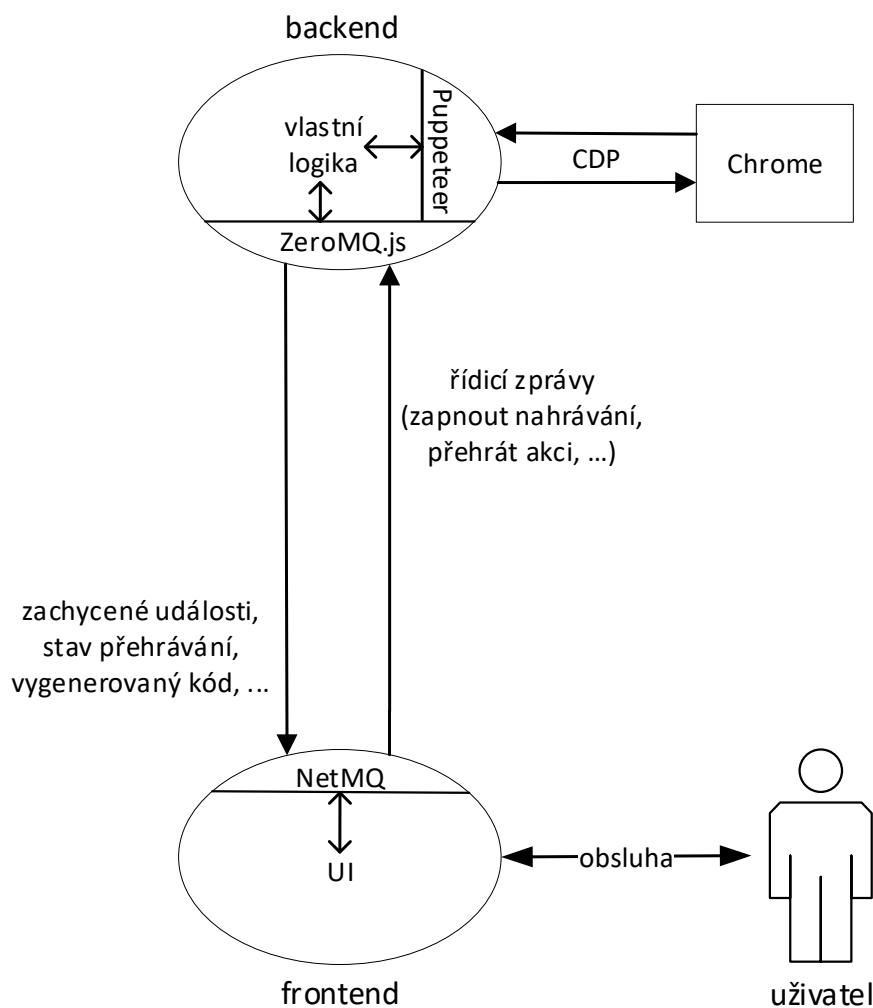 backend
vlastní
logika
Puppeteer
ZeroMQ.js
CDP
Chrome
řídicí zprávy
(zapnout nahrávání,
přehrát akci, ...)
zachycené události,
stav přehrávání,
vygenerovaný kód, ...
NetMQ
UI
obsluha
frontend
uživatel